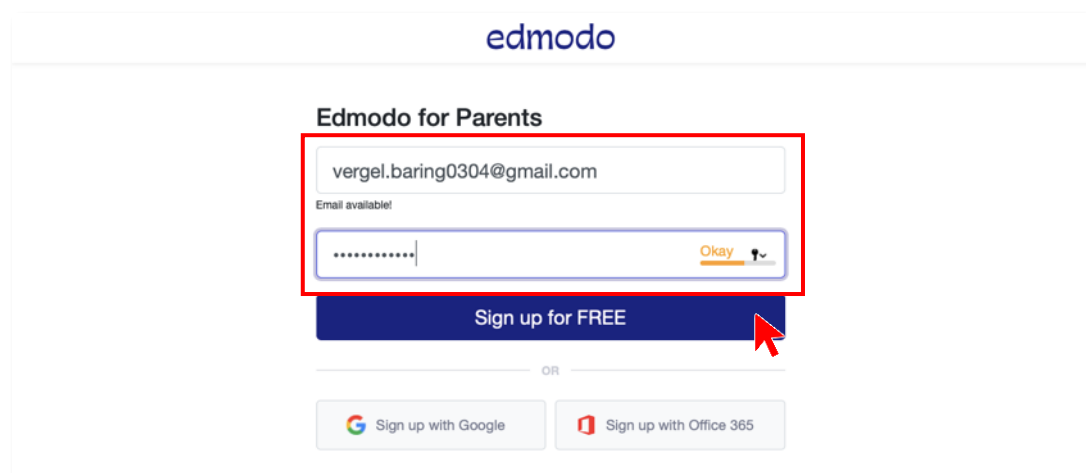 edmodo
Edmodo for Parents
vergel.baring0304@gmail.com
Email available!
••••••••••••
Okay
Sign up for FREE
OR
Sign up with Google
Sign up with Office 365